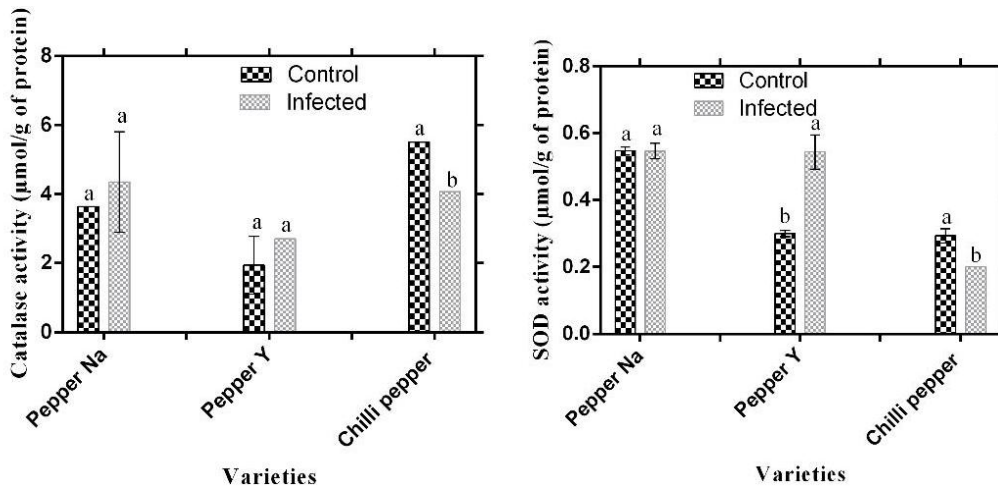 Catalase activity (µmol/g of protein)
8
6
4
2
0
Control
Infected
a
a
a
a
a
b
Pepper Na
Pepper Y
Chilli pepper
Varieties
SOD activity (µmol/g of protein)
0.8
0.6
0.4
0.2
0.0
Control
Infected
a
a
b
a
a
b
Pepper Na
Pepper Y
Chilli pepper
Varieties